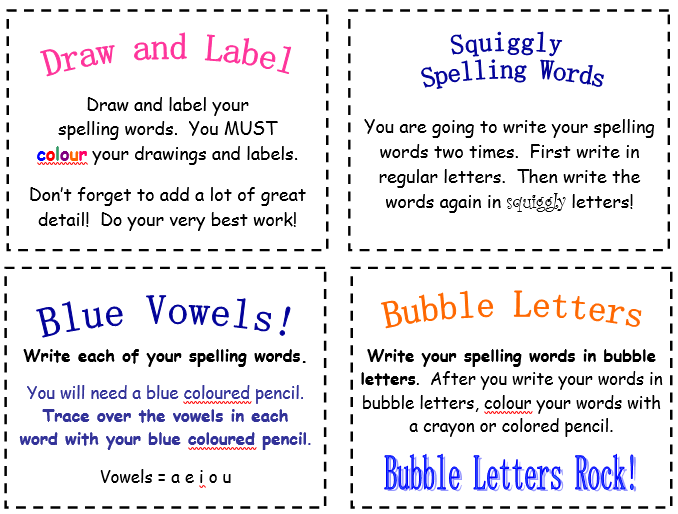 Draw and Label
Draw and label your
spelling words.  You MUST
colour your drawings and labels.
Don't forget to add a lot of great
detail!  Do your very best work!
Squiggly
Spelling Words
You are going to write your spelling
words two times.  First write in
regular letters.  Then write the
words again in squiggly letters!
Blue Vowels!
Write each of your spelling words.
You will need a blue coloured pencil.
Trace over the vowels in each
word with your blue coloured pencil.
Vowels = a e i o u
Bubble Letters
Write your spelling words in bubble
letters.  After you write your words in
bubble letters, colour your words with
a crayon or colored pencil.
Bubble Letters Rock!